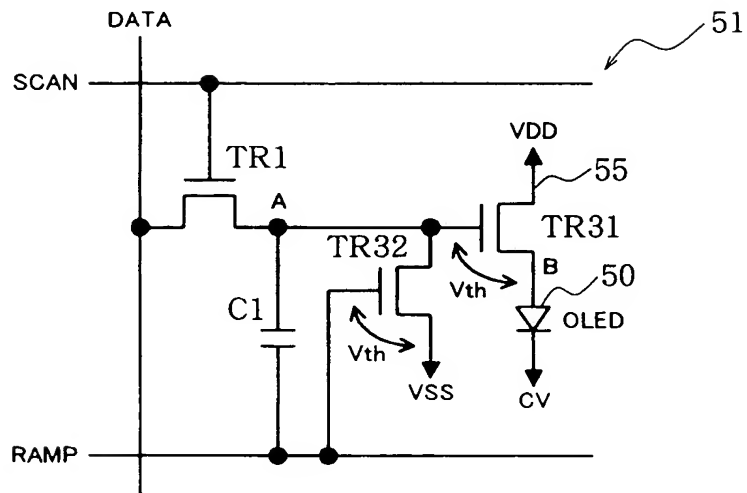 DATA
51
SCAN
VDD
55
TR1
A
TR32
TR31
Vth
B
50
C1
OLED
Vth
VSS
CV
RAMP